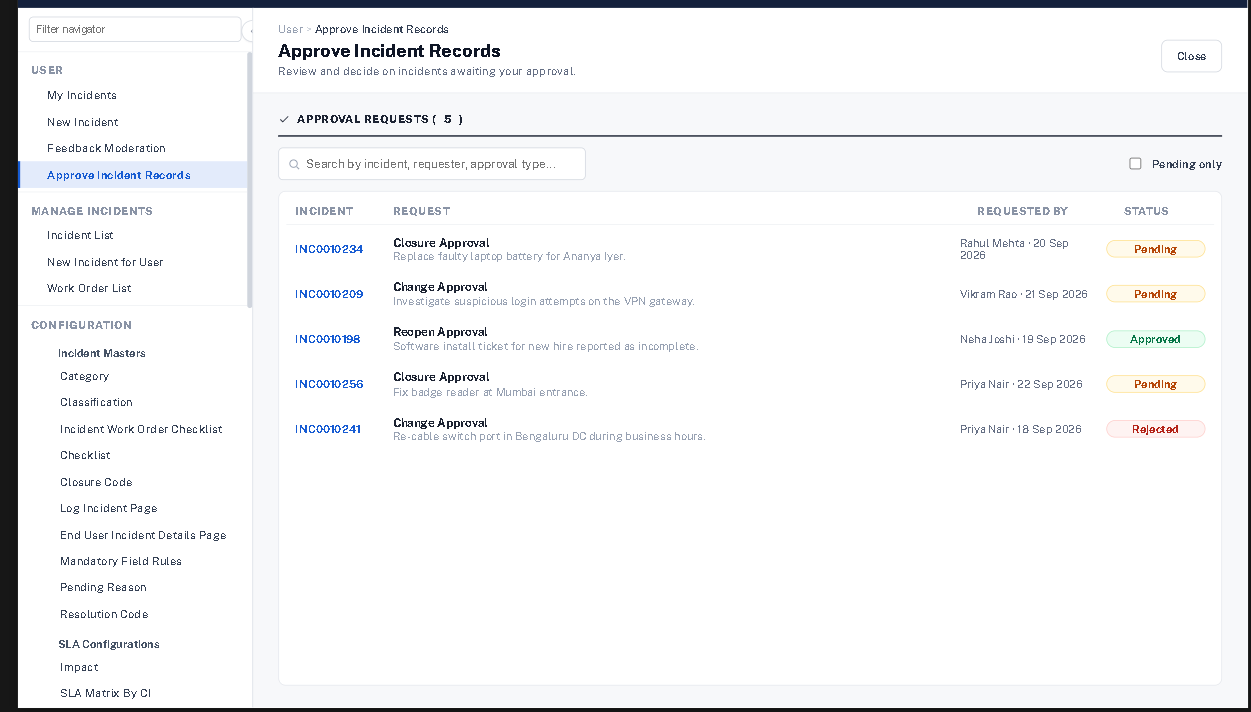 Filter navigator
USER
My Incidents
New Incident
Feedback Moderation
Approve Incident Records
MANAGE INCIDENTS
Incident List
New Incident for User
Work Order List
CONFIGURATION
Incident Masters
Category
Classification
Incident Work Order Checklist
Checklist
Closure Code
Log Incident Page
End User Incident Details Page
Mandatory Field Rules
Pending Reason
Resolution Code
SLA Configurations
Impact
SLA Matrix By CI
User > Approve Incident Records
Approve Incident Records
Review and decide on incidents awaiting your approval.
Close
APPROVAL REQUESTS ( 5 )
Search by incident, requester, approval type...
Pending only
INCIDENT REQUEST REQUESTED BY STATUS
INC0010234 Closure Approval Rahul Mehta · 20 Sep 2026 Pending
Replace faulty laptop battery for Ananya Iyer.
INC0010209 Change Approval Vikram Rao · 21 Sep 2026 Pending
Investigate suspicious login attempts on the VPN gateway.
INC0010198 Reopen Approval Neha Joshi · 19 Sep 2026 Approved
Software install ticket for new hire reported as incomplete.
INC0010256 Closure Approval Priya Nair · 22 Sep 2026 Pending
Fix badge reader at Mumbai entrance.
INC0010241 Change Approval Priya Nair · 18 Sep 2026 Rejected
Re-cable switch port in Bengaluru DC during business hours.